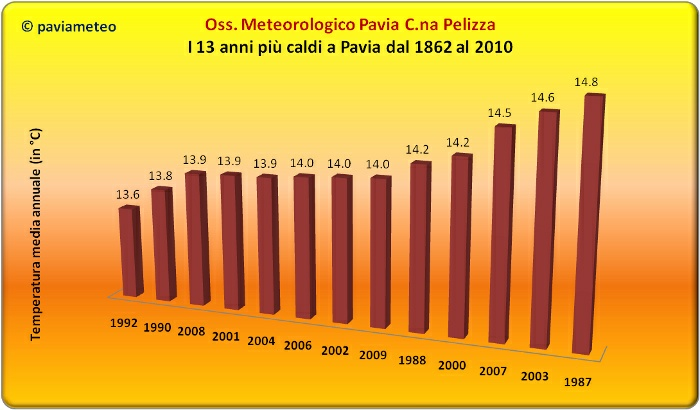 © paviameteo
Oss. Meteorologico Pavia C.na Pelizza
I 13 anni più caldi a Pavia dal 1862 al 2010
Temperatura media annuale (in °C)
13.6 13.8 13.9 13.9 13.9 14.0 14.0 14.0 14.2 14.2 14.5 14.6 14.8
1992 1990 2008 2001 2004 2006 2002 2009 1988 2000 2007 2003 1987